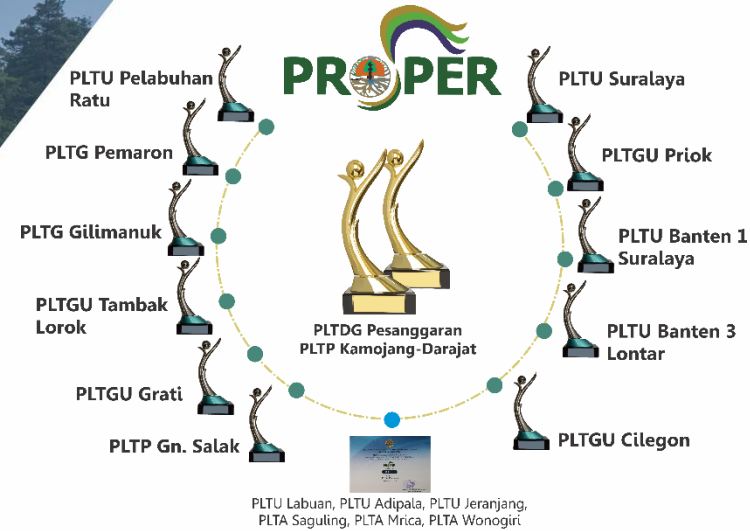 PROPER
PLTU Pelabuhan
Ratu
PLTG Pemaron
PLTG Gilimanuk
PLTGU Tambak
Lorok
PLTGU Grati
PLTP Gn. Salak
PLTDG Pesanggaran
PLTP Kamojang-Darajat
PLTU Suralaya
PLTGU Priok
PLTU Banten 1
Suralaya
PLTU Banten 3
Lontar
PLTGU Cilegon
PLTU Labuan, PLTU Adipala, PLTU Jeranjang,
PLTA Saguling, PLTA Mrica, PLTA Wonogiri